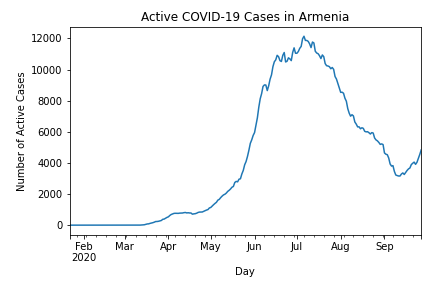 Active COVID-19 Cases in Armenia
Number of Active Cases
12000
10000
8000
6000
4000
2000
0
Feb Mar Apr May Jun Jul Aug Sep
2020
Day